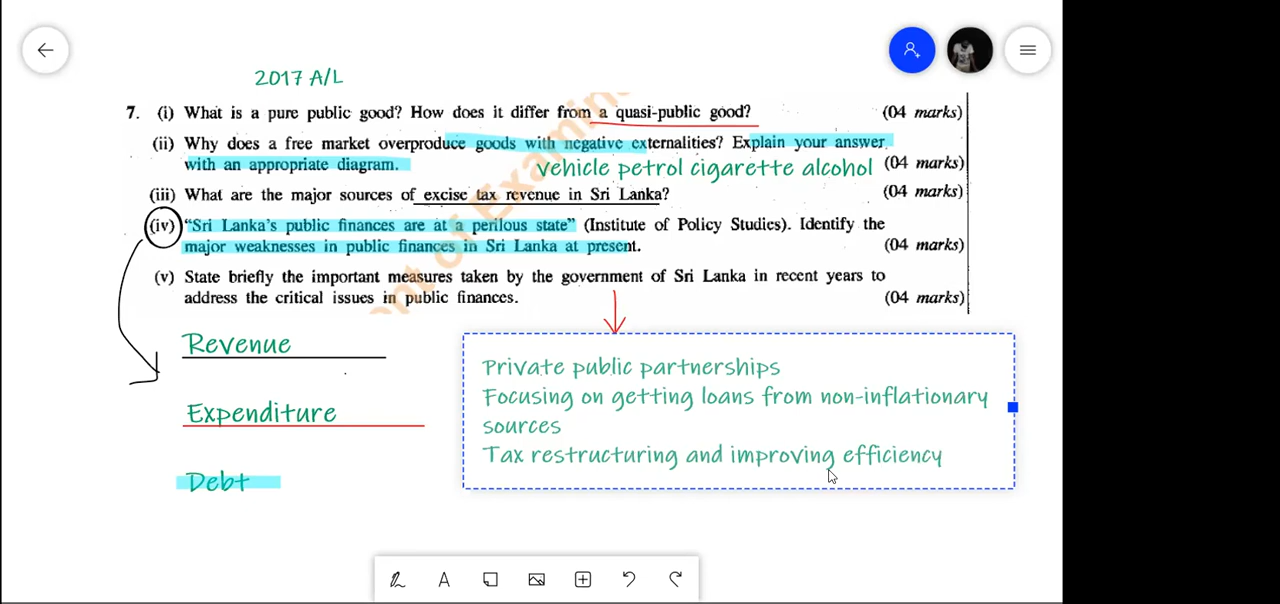 2017 A/L
7. (i) What is a pure public good? How does it differ from a quasi-public good? (04 marks)
(ii) Why does a free market overproduce goods with negative externalities? Explain your answer
with an appropriate diagram. (04 marks)
vehicle petrol cigarette alcohol
(iii) What are the major sources of excise tax revenue in Sri Lanka? (04 marks)
(iv) “Sri Lanka's public finances are at a perilous state” (Institute of Policy Studies). Identify the
major weaknesses in public finances in Sri Lanka at present. (04 marks)
(v) State briefly the important measures taken by the government of Sri Lanka in recent years to
address the critical issues in public finances. (04 marks)
Revenue
Expenditure
Debt
Private public partnerships
Focusing on getting loans from non-inflationary
sources
Tax restructuring and improving efficiency
A